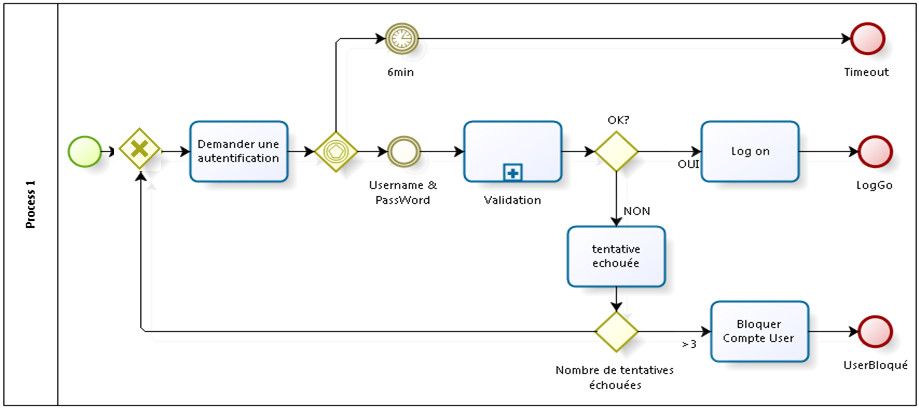 Process 1
6min
Timeout
Demander une
autentification
Username &
PassWord
Validation
OK?
OUI
Log on
LogGo
NON
tentative
echouée
Nombre de tentatives
échouées
>3
Bloquer
Compte User
UserBloqué